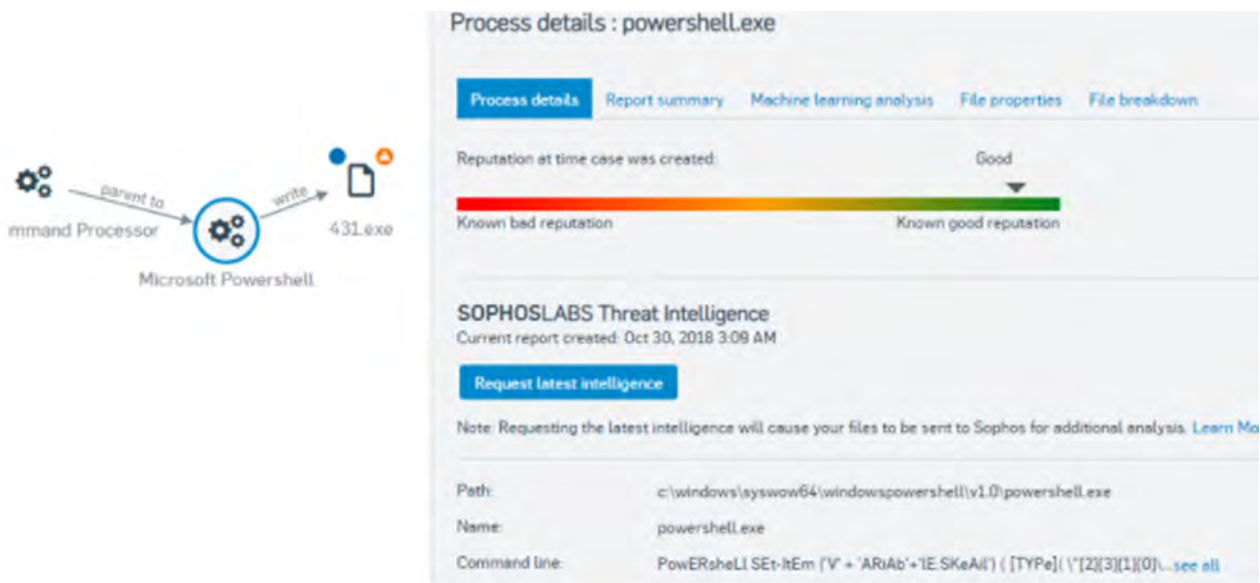 Process details : powershell.exe
Process details Report summary Machine learning analysis File properties File breakdown
Reputation at time case was created: Good
Known bad reputation Known good reputation
parent to
write
mmand Processor
431.exe
Microsoft Powershell
SOPHOSLABS Threat Intelligence
Current report created: Oct 30, 2018 3:09 AM
Request latest intelligence
Note: Requesting the latest intelligence will cause your files to be sent to Sophos for additional analysis. Learn Mo
Path: c:\windows\syswow64\windowspowershell\v1.0\powershell.exe
Name: powershell.exe
Command line: PowERsheLl SEt-ItEm ('V' + 'ARiAb'+'lE:SKeAil') ( [TYPe]( \"[2][3][1][0]\...see all